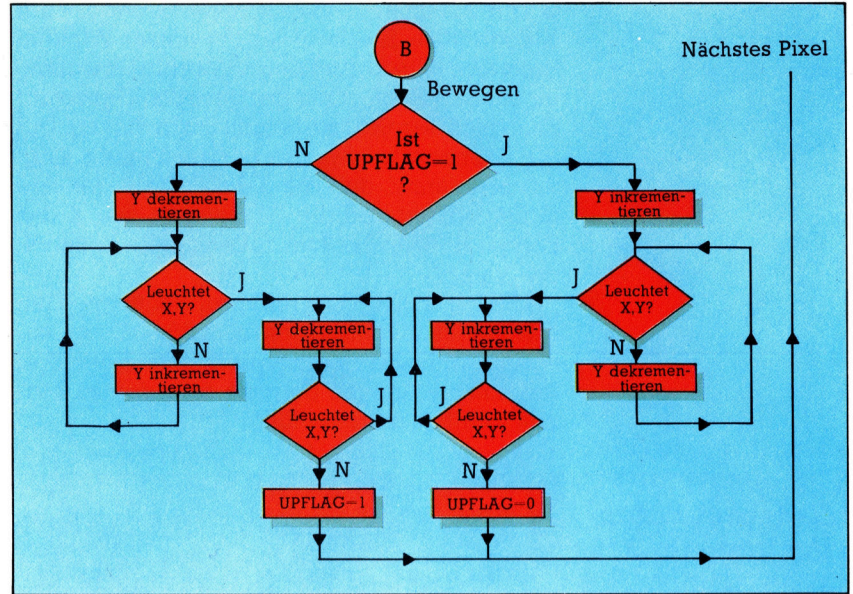 B
Nächstes Pixel
Bewegen
Ist
UPFLAG=1
?
N
J
Y dekremen-
tieren
Y inkremen-
tieren
Leuchtet
X,Y?
J
N
Y inkremen-
tieren
Y dekremen-
tieren
Leuchtet
X,Y?
J
N
UPFLAG=1
Y inkremen-
tieren
Leuchtet
X,Y?
J
N
UPFLAG=0
J
Leuchtet
X,Y?
N
Y dekremen-
tieren